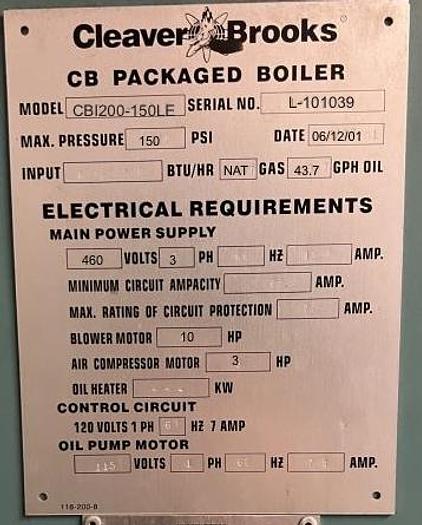 Cleaver Brooks®
CB PACKAGED BOILER
MODEL CBI200-150LE SERIAL NO. L-101039
MAX. PRESSURE 150 PSI DATE 06/12/01
INPUT BTU/HR NAT GAS 43.7 GPH OIL
ELECTRICAL REQUIREMENTS
MAIN POWER SUPPLY
460 VOLTS 3 PH HZ AMP.
MINIMUM CIRCUIT AMPACITY AMP.
MAX. RATING OF CIRCUIT PROTECTION AMP.
BLOWER MOTOR 10 HP
AIR COMPRESSOR MOTOR 3 HP
OIL HEATER KW
CONTROL CIRCUIT
120 VOLTS 1 PH HZ 7 AMP
OIL PUMP MOTOR
115 VOLTS 1 PH HZ AMP.
118-200-8